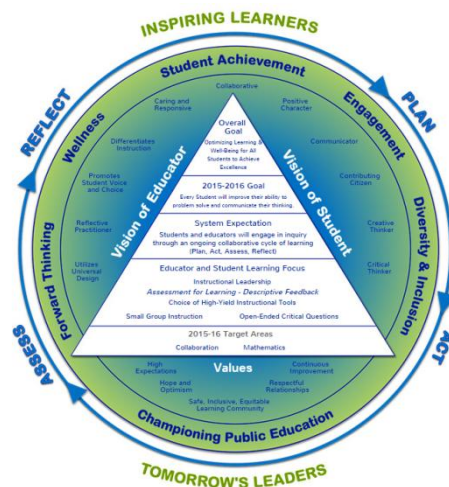 INSPIRING LEARNERS
REFLECT
PLAN
ACT
ASSESS
TOMORROW'S LEADERS
Student Achievement
Engagement
Diversity & Inclusion
Championing Public Education
Forward Thinking
Wellness
Collaborative
Caring and
Responsive
Differentiates
Instruction
Promotes
Student Voice
and Choice
Reflective
Practitioner
Utilizes
Universal
Design
Vision of Educator
Positive
Character
Communicator
Contributing
Citizen
Creative
Thinker
Critical
Thinker
Vision of Student
Overall
Goal
Optimizing Learning &
Well-Being for All
Students to Achieve
Excellence
2015-2016 Goal
Every Student will improve their ability to
problem solve and communicate their thinking.
System Expectation
Students and educators will engage in inquiry
through an ongoing collaborative cycle of learning
(Plan, Act, Assess, Reflect)
Educator and Student Learning Focus
Instructional Leadership
Assessment for Learning - Descriptive Feedback
Choice of High-Yield Instructional Tools
Small Group Instruction Open-Ended Critical Questions
2015-16 Target Areas
Collaboration Mathematics
Values
High
Expectations
Continuous
Improvement
Hope and
Optimism
Respectful
Relationships
Safe, Inclusive, Equitable
Learning Community